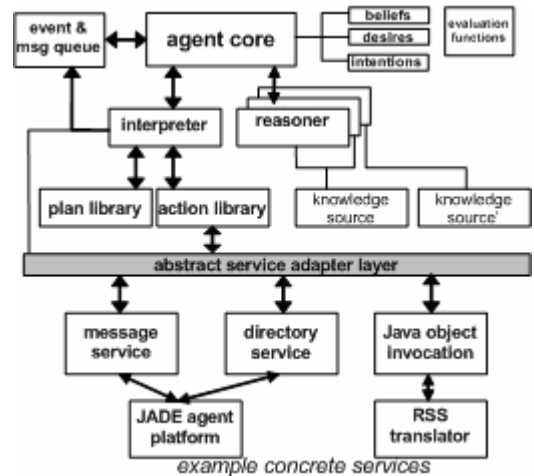 event &
msg queue
agent core
beliefs
desires
intentions
evaluation
functions
interpreter
reasoner
plan library
action library
knowledge
source
knowledge
source'
abstract service adapter layer
message
service
directory
service
Java object
invocation
JADE agent
platform
RSS
translator
example concrete services